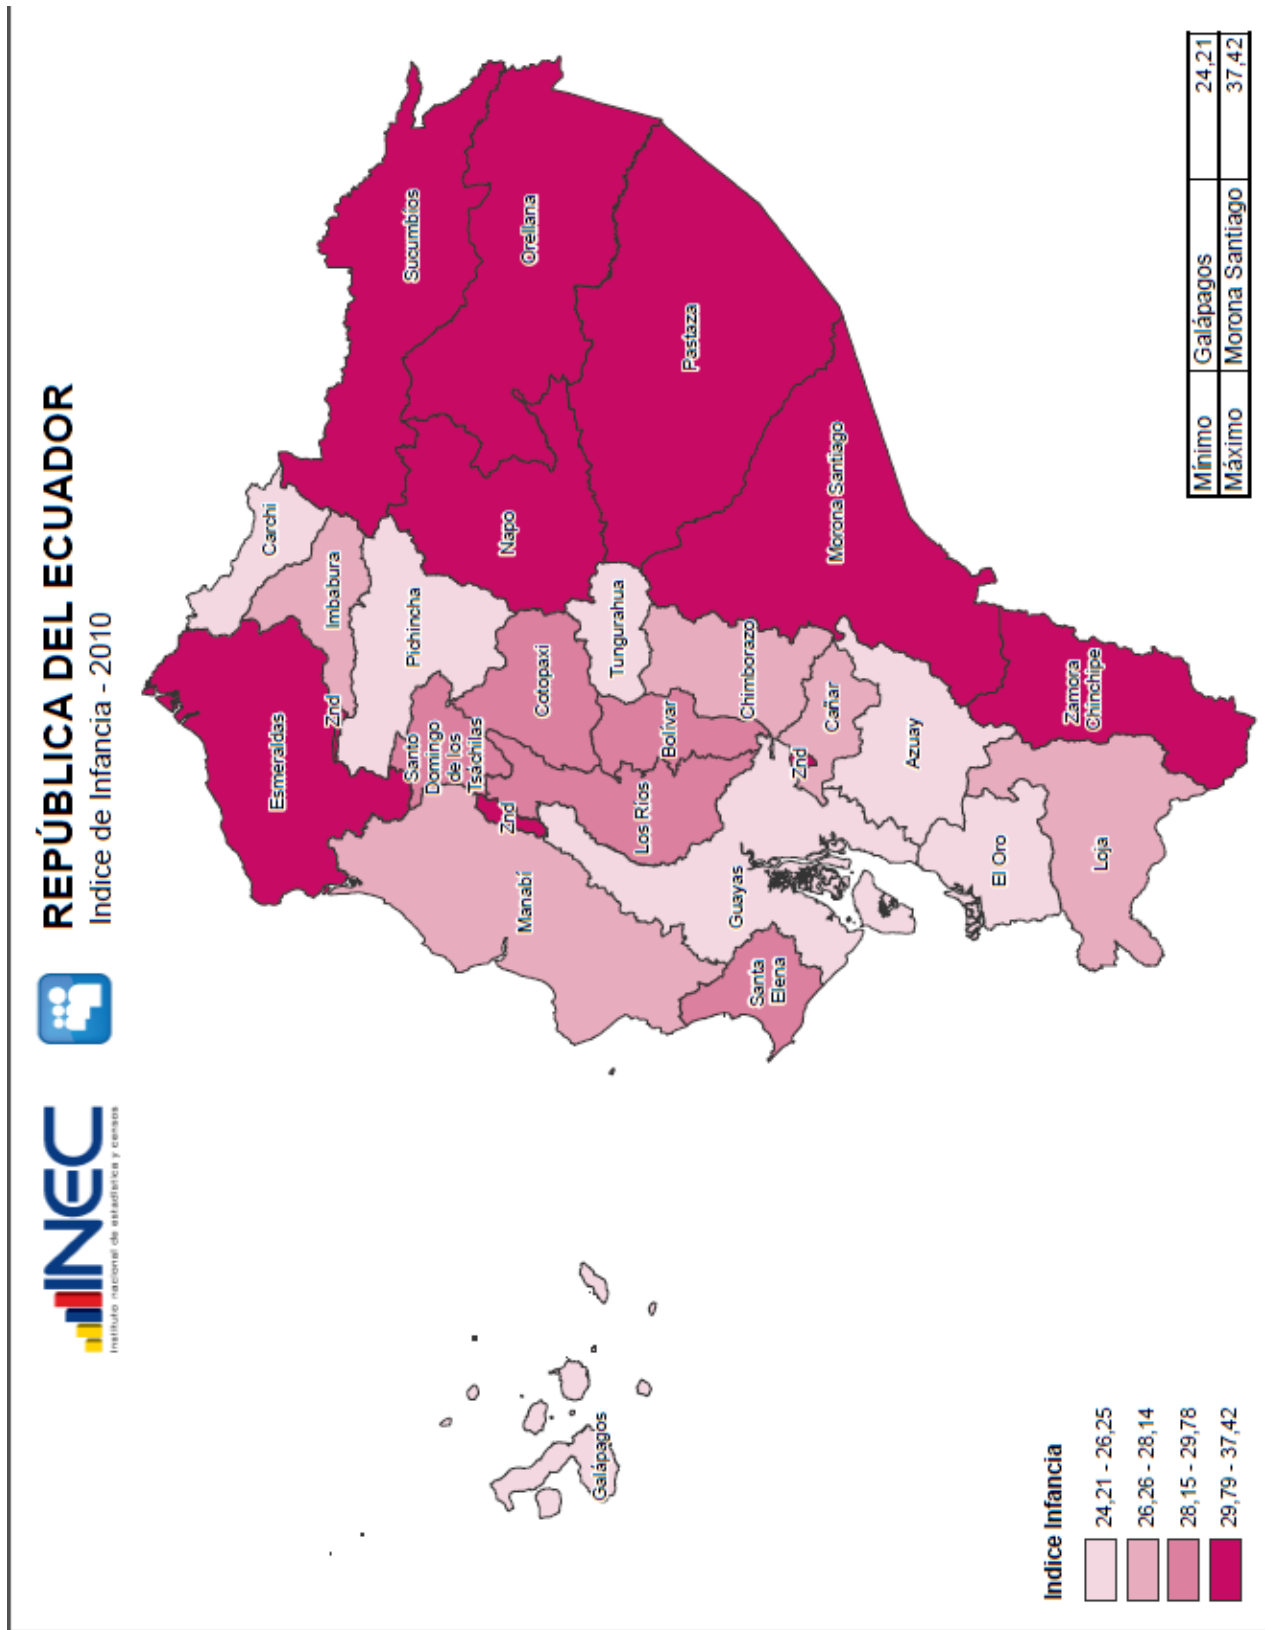 INEC
Instituto nacional de estadística y censos
REPÚBLICA DEL ECUADOR
Indice de Infancia - 2010
Esmeraldas
Carchi
Imbabura
Znd
Sucumbíos
Pichincha
Santo
Domingo
de los
Tsáchilas
Napo
Orellana
Cotopaxi
Znd
Manabí
Tungurahua
Los Ríos
Bolívar
Pastaza
Guayas
Chimborazo
Santa
Elena
Znd
Cañar
Morona Santiago
Azuay
El Oro
Zamora
Chinchipe
Loja
Galápagos
Indice Infancia
24,21 - 26,25
26,26 - 28,14
28,15 - 29,78
29,79 - 37,42
Mínimo Galápagos 24,21
Máximo Morona Santiago 37,42